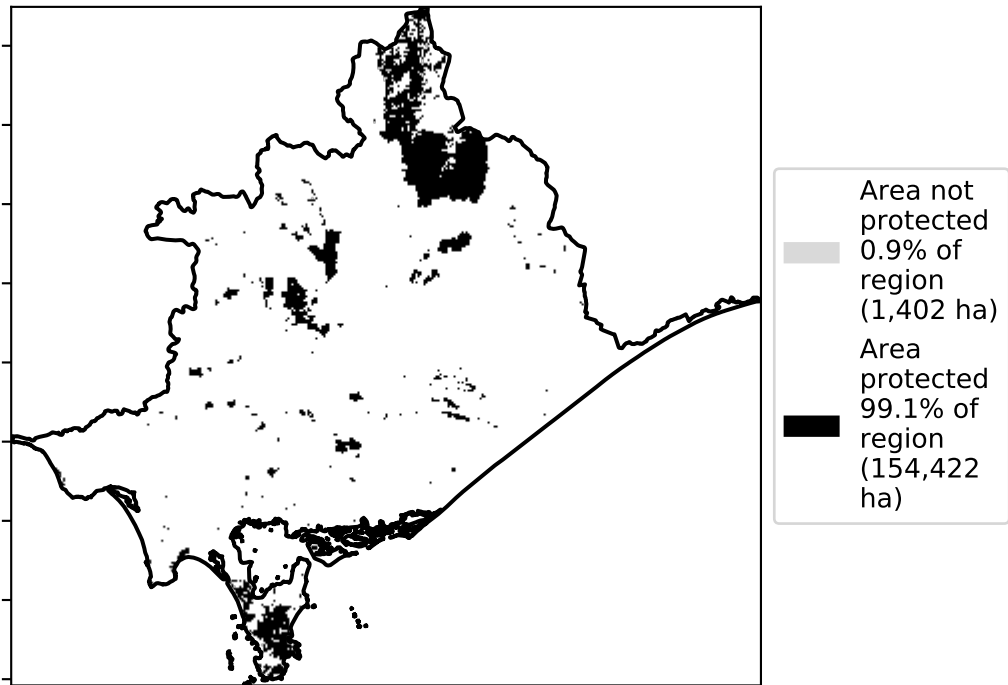 Area not
protected
0.9% of
region
(1,402 ha)
Area
protected
99.1% of
region
(154,422
ha)